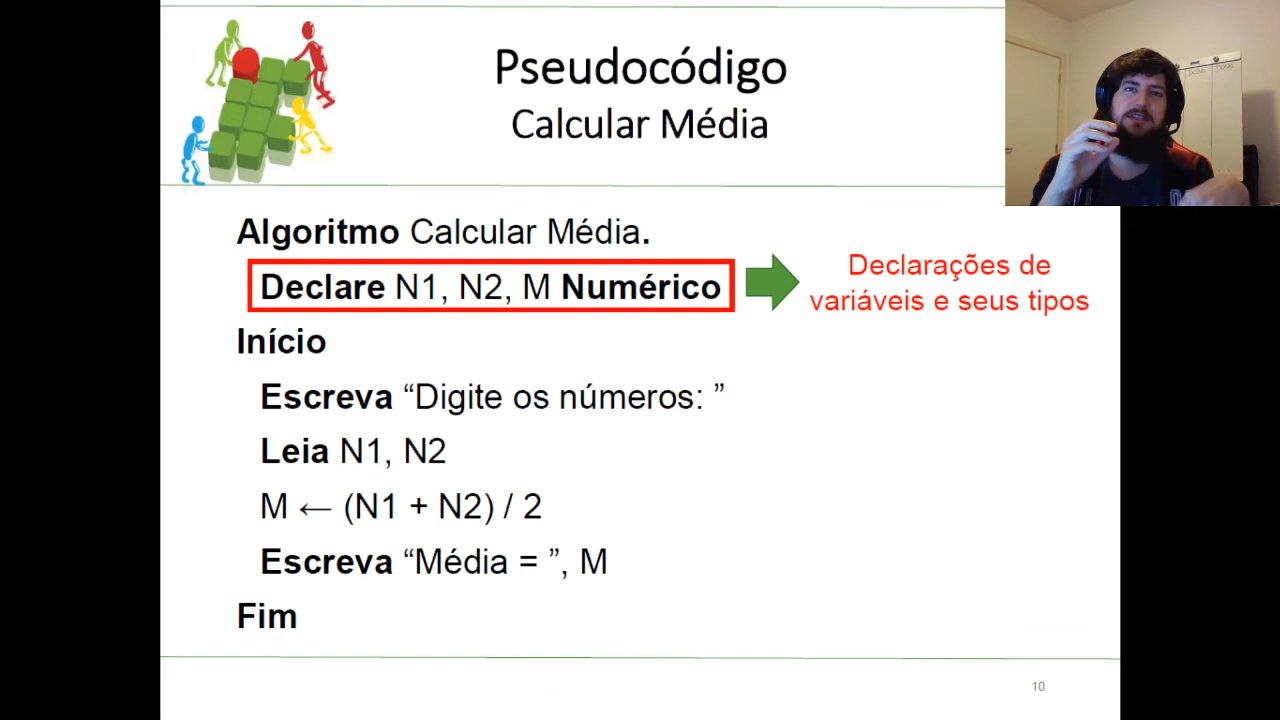 Pseudocódigo
Calcular Média
Algoritmo Calcular Média.
Declare N1, N2, M Numérico
Declarações de
variáveis e seus tipos
Início
Escreva “Digite os números: ”
Leia N1, N2
M ← (N1 + N2) / 2
Escreva “Média = ”, M
Fim
10